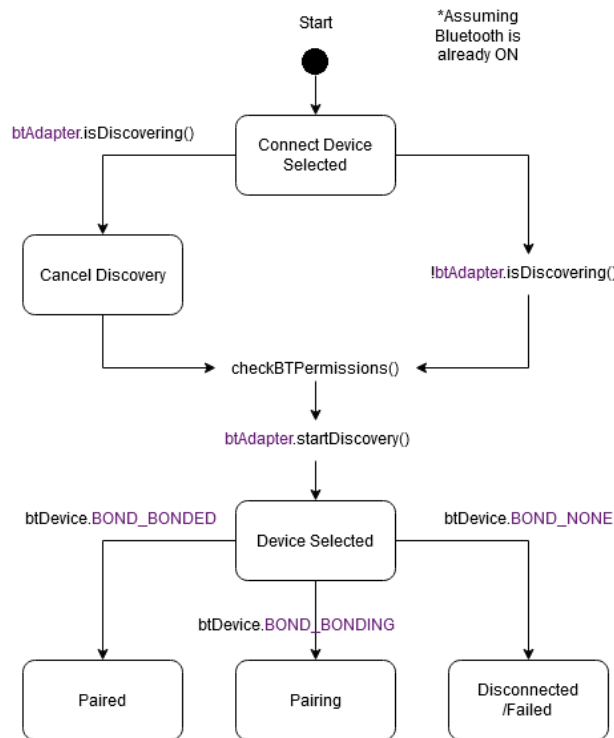 Start
*Assuming
Bluetooth is
already ON
btAdapter.isDiscovering()
Connect Device
Selected
Cancel Discovery
!btAdapter.isDiscovering()
checkBTPermissions()
btAdapter.startDiscovery()
btDevice.BOND_BONDED
Device Selected
btDevice.BOND_NONE
btDevice.BOND_BONDING
Paired
Pairing
Disconnected
/Failed